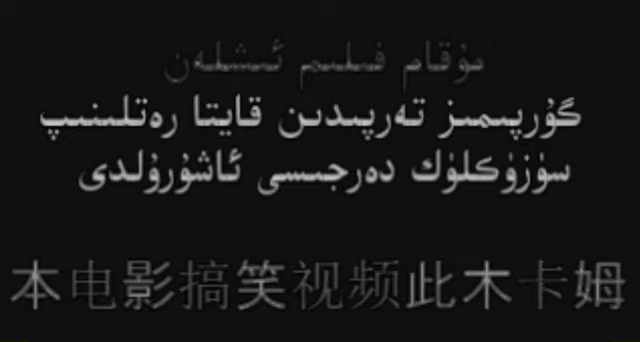 مۇقام فىلىم ئىشلەن
گۇرپىمىز تەرپىدىن قايتا رەتلىنىپ
سۈزۈكلۈك دەرجىسى ئاشۇرۇلدى
本电影搞笑视频此木卡姆